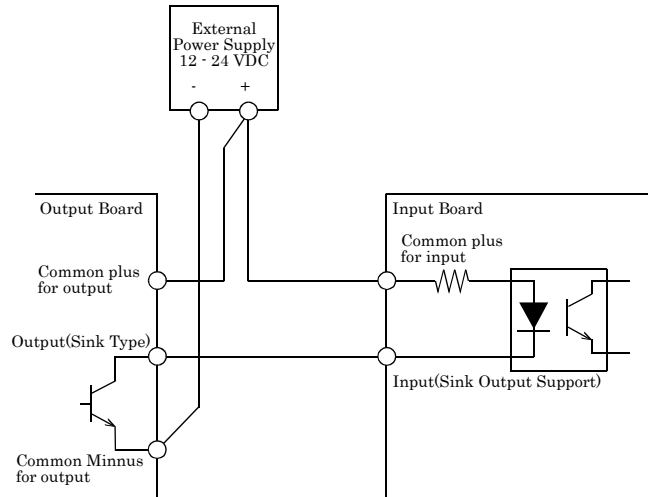 External
Power Supply
12 - 24 VDC
- +
Output Board
Input Board
Common plus
for input
Common plus
for output
Output(Sink Type)
Input(Sink Output Support)
Common Minnus
for output